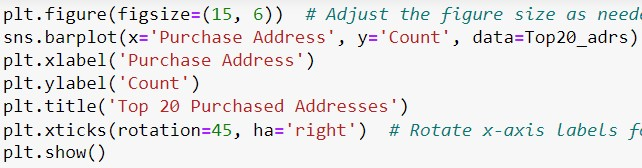 plt.figure(figsize=(15, 6))  # Adjust the figure size as
sns.barplot(x='Purchase Address', y='Count', data=Top20_adrs)
plt.xlabel('Purchase Address')
plt.ylabel('Count')
plt.title('Top 20 Purchased Addresses')
plt.xticks(rotation=45, ha='right')  # Rotate x-axis labels
plt.show()